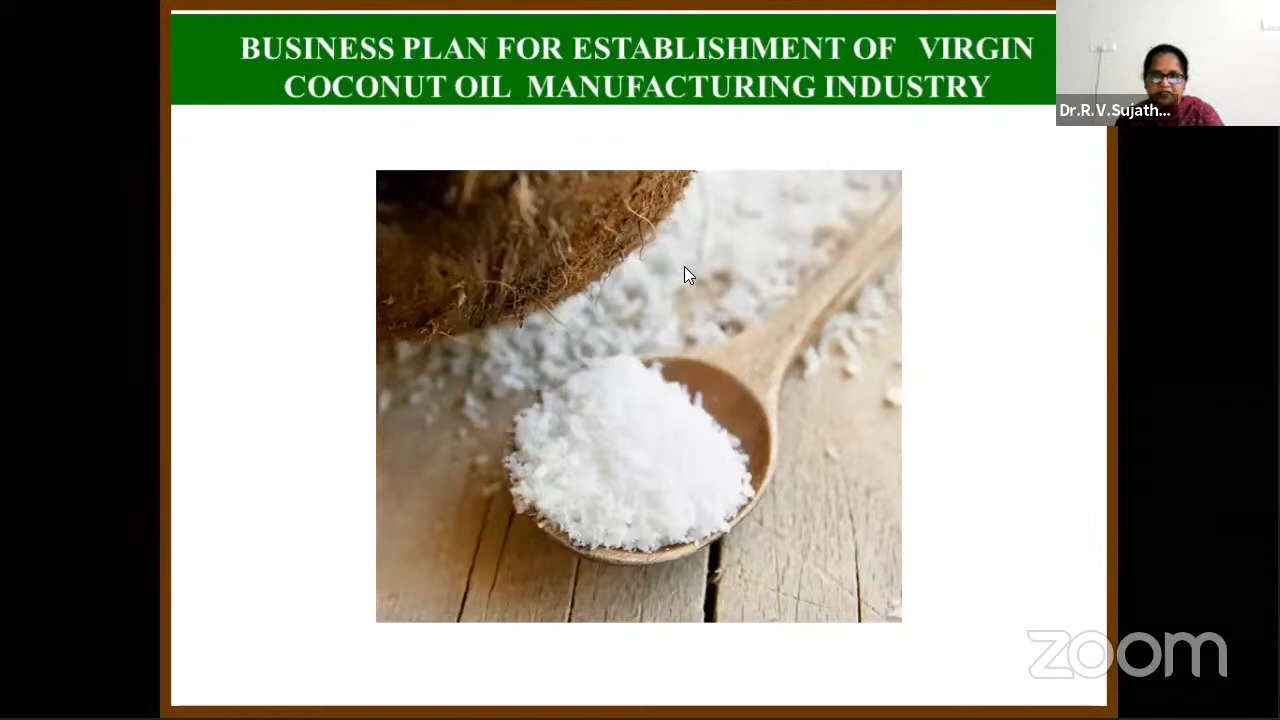 BUSINESS PLAN FOR ESTABLISHMENT OF VIRGIN
COCONUT OIL MANUFACTURING INDUSTRY
Dr.R.V.Sujath...
zoom